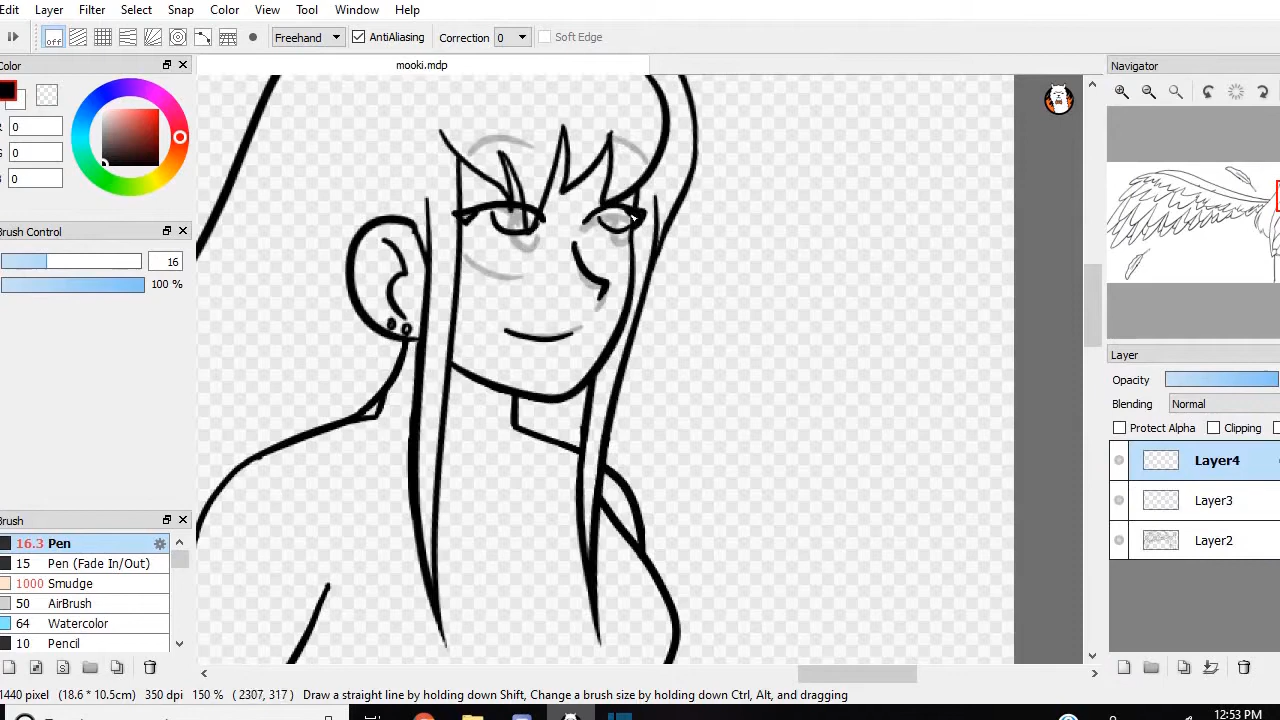 Edit Layer Filter Select Snap Color View Tool Window Help
off Freehand AntiAliasing Correction 0 Soft Edge
Color
mooki.mdp
Navigator
R 0
G 0
B 0
Brush Control
16
100 %
Brush
16.3 Pen
15 Pen (Fade In/Out)
1000 Smudge
50 AirBrush
64 Watercolor
10 Pencil
Layer
Opacity
Blending Normal
Protect Alpha Clipping
Layer4
Layer3
Layer2
1440 pixel (18.6 * 10.5cm) 350 dpi 150 % ( 2307, 317 ) Draw a straight line by holding down Shift, Change a brush size by holding down Ctrl, Alt, and dragging
12:53 PM